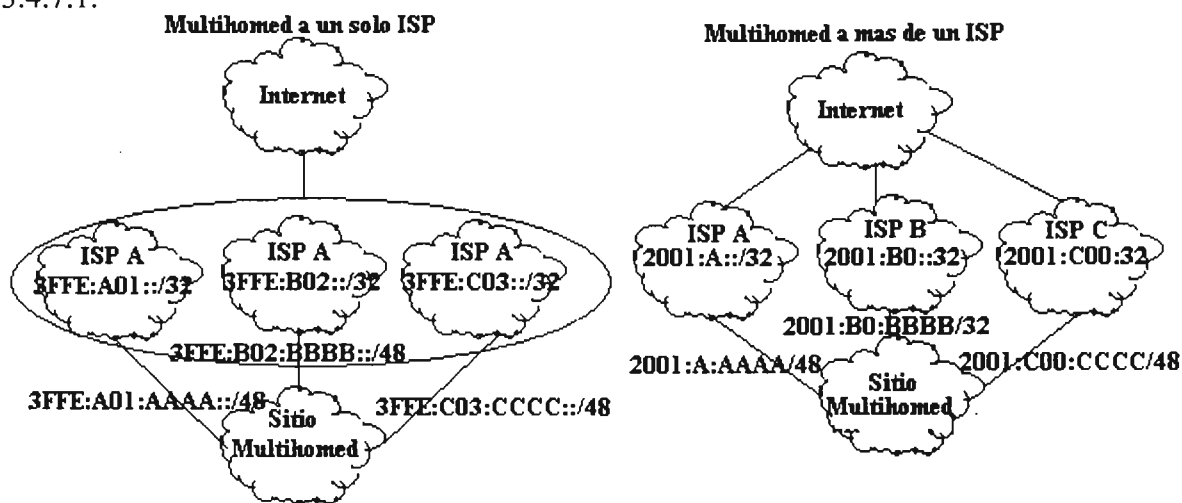 3.4.7.1.
Multihomed a un solo ISP
Internet
ISP A
3FFE:A01::/32
ISP A
3FFE:B02::/32
ISP A
3FFE:C03::/32
3FFE:B02:BBBB::/48
3FFE:A01:AAAA::/48
3FFE:C03:CCCC::/48
Sitio
Multihomed
Multihomed a mas de un ISP
Internet
ISP A
2001:A::/32
ISP B
2001:B0::32
ISP C
2001:C00:32
2001:B0:BBBB/32
2001:A:AAAA/48
2001:C00:CCCC/48
Sitio
Multihomed